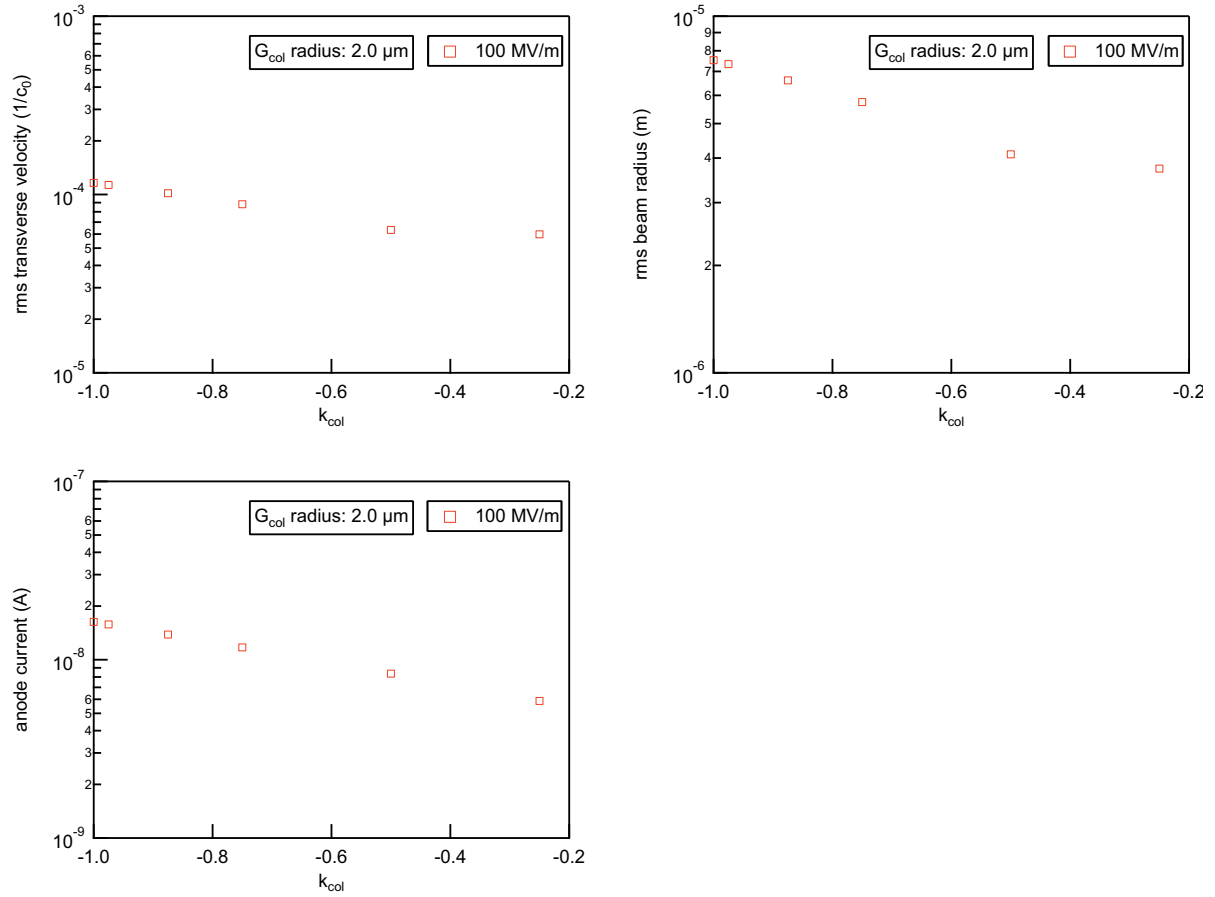 10⁻³
6
5
4
3
2
10⁻⁴
6
5
4
3
2
10⁻⁵
rms transverse velocity (1/c₀)
G_col radius: 2.0 µm
100 MV/m
-1.0 -0.8 -0.6 -0.4 -0.2
k_col
10⁻⁵
9
8
7
6
5
4
3
2
10⁻⁶
rms beam radius (m)
G_col radius: 2.0 µm
100 MV/m
-1.0 -0.8 -0.6 -0.4 -0.2
k_col
10⁻⁷
6
5
4
3
2
10⁻⁸
6
5
4
3
2
10⁻⁹
anode current (A)
G_col radius: 2.0 µm
100 MV/m
-1.0 -0.8 -0.6 -0.4 -0.2
k_col